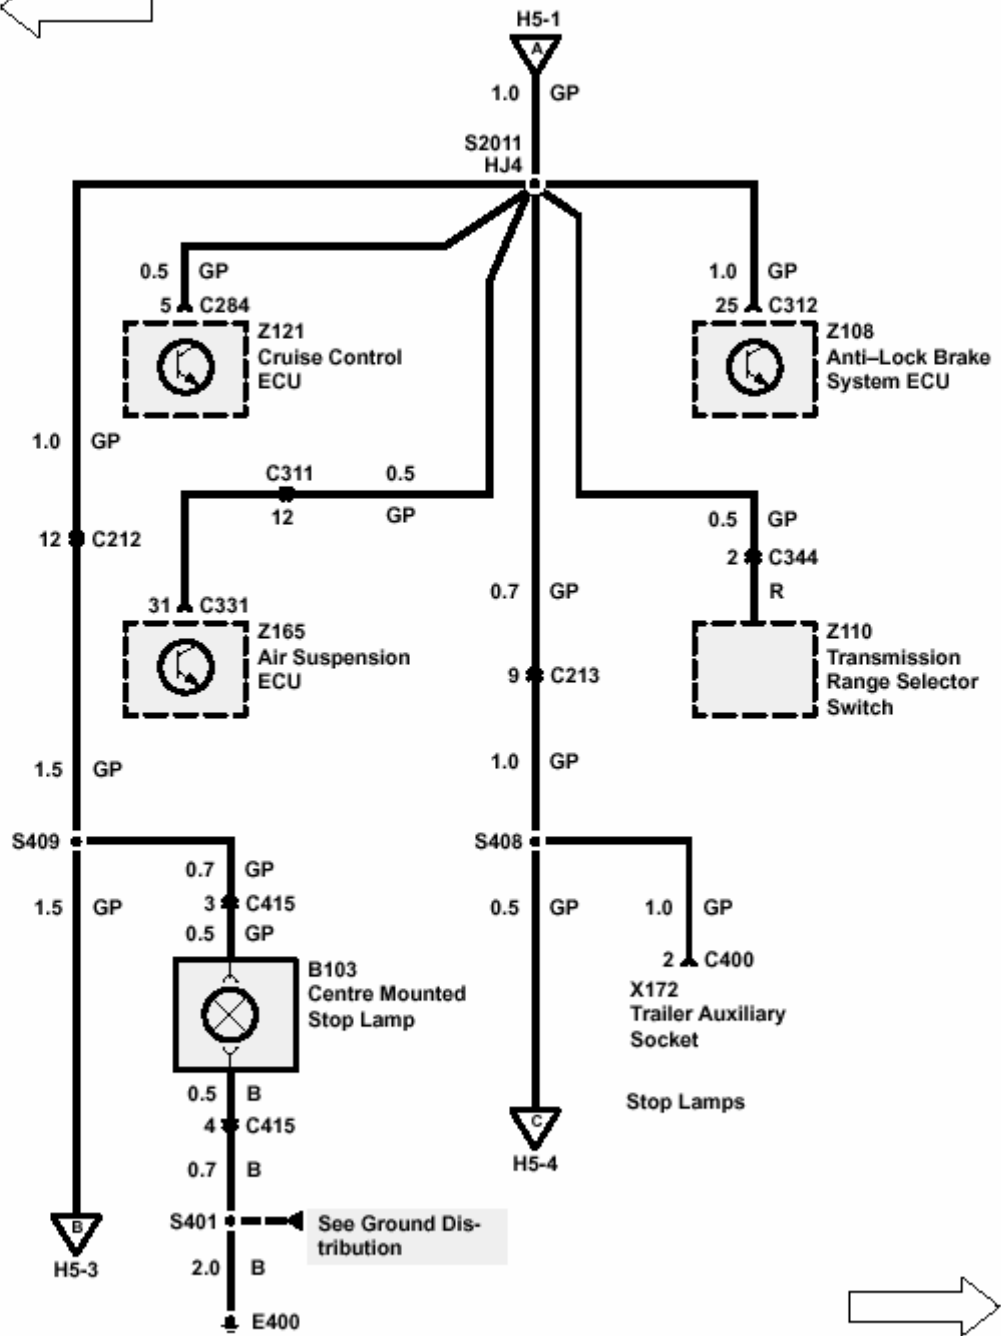 H5-1
A
1.0 GP
S2011
HJ4
0.5 GP
5 C284
Z121
Cruise Control
ECU
1.0 GP
25 C312
Z108
Anti–Lock Brake
System ECU
1.0 GP
C311 0.5
12 GP
12 C212
0.5 GP
2 C344
R
31 C331
Z165
Air Suspension
ECU
0.7 GP
9 C213
Z110
Transmission
Range Selector
Switch
1.5 GP
1.0 GP
S409
S408
0.7 GP
3 C415
0.5 GP
1.5 GP
0.5 GP
1.0 GP
2 C400
X172
Trailer Auxiliary
Socket
B103
Centre Mounted
Stop Lamp
0.5 B
4 C415
0.7 B
Stop Lamps
C
H5-4
S401
See Ground Dis-
tribution
B
H5-3
2.0 B
E400